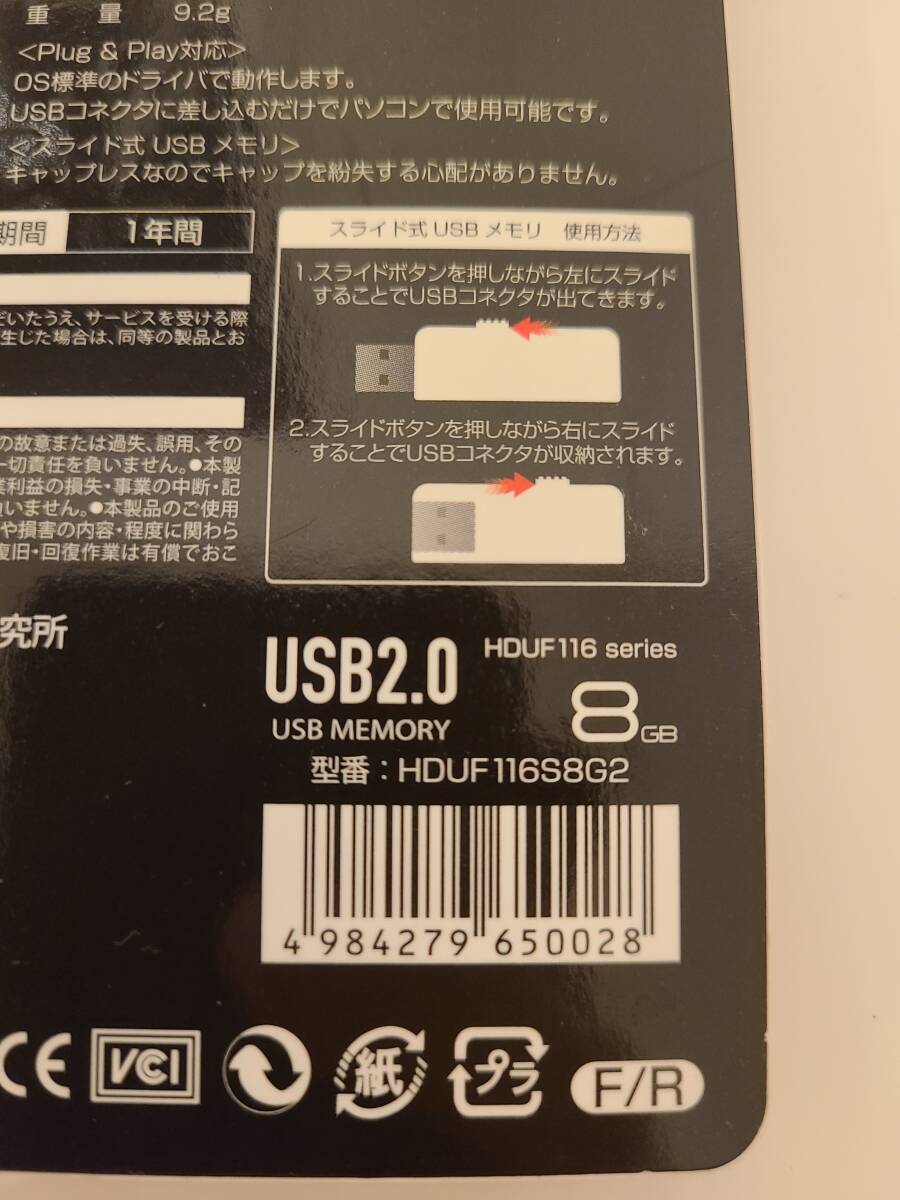 重　量　9.2g
<Plug & Play対応>
OS標準のドライバで動作します。
USBコネクタに差し込むだけでパソコンで使用可能です。
<スライド式 USB メモリ>
キャップレスなのでキャップを紛失する心配がありません。
期間 1年間
だいたうえ、サービスを受ける際
生じた場合は、同等の製品とお
の故意または過失、誤用、その
一切責任を負いません。●本製
業利益の損失・事業の中断・記
負いません。●本製品のご使用
や損害の内容・程度に関わら
復旧・回復作業は有償でおこ
究所
スライド式 USB メモリ　使用方法
1.スライドボタンを押しながら左にスライド
することでUSBコネクタが出てきます。
2.スライドボタンを押しながら右にスライド
することでUSBコネクタが収納されます。
USB2.0
USB MEMORY
HDUF116 series
8GB
型番：HDUF116S8G2
4 984279 650028
CE VCI 紙 プラ F/R